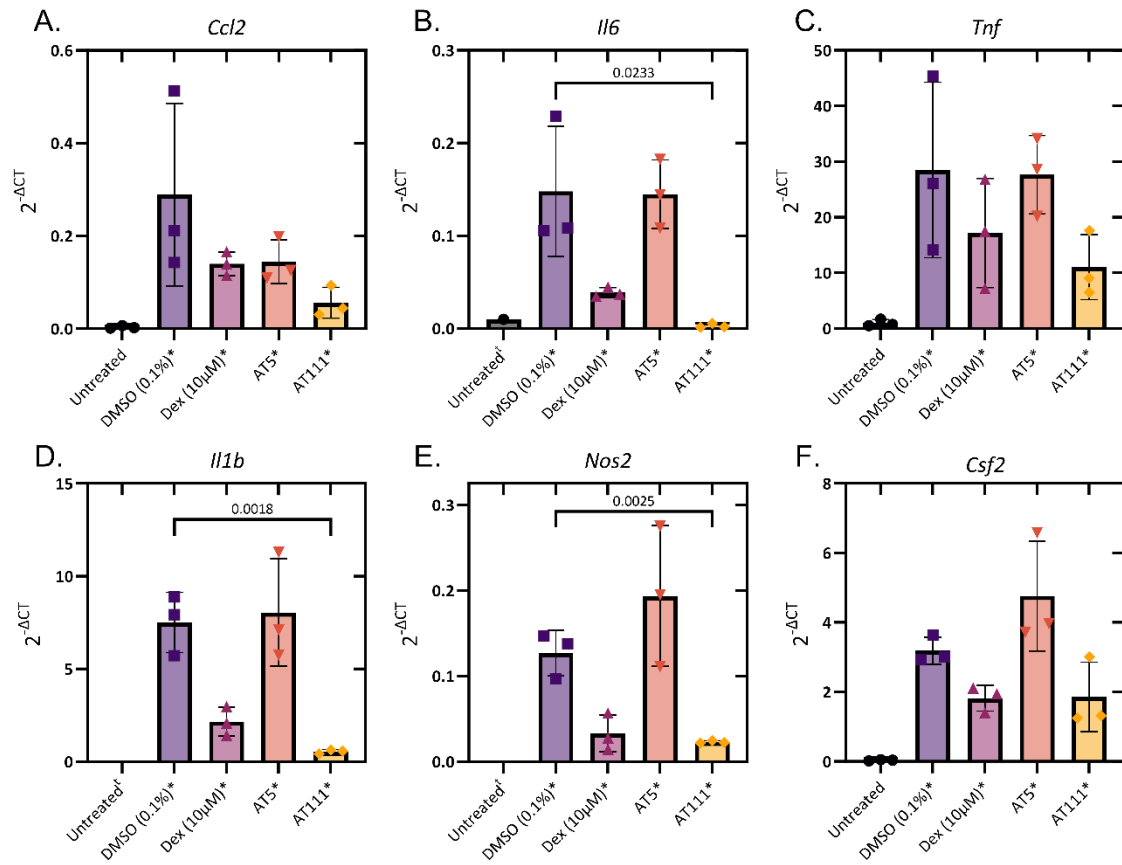 A.
Ccl2
2^-ΔCT
0.6
0.4
0.2
0.0
Untreated
DMSO (0.1%)*
Dex (10µM)*
AT5*
AT111*
B.
Il6
2^-ΔCT
0.3
0.2
0.1
0.0
0.0233
Untreated†
DMSO (0.1%)*
Dex (10µM)*
AT5*
AT111*
C.
Tnf
2^-ΔCT
50
40
30
20
10
0
Untreated
DMSO (0.1%)*
Dex (10µM)*
AT5*
AT111*
D.
Il1b
2^-ΔCT
15
10
5
0
0.0018
Untreated†
DMSO (0.1%)*
Dex (10µM)*
AT5*
AT111*
E.
Nos2
2^-ΔCT
0.3
0.2
0.1
0.0
0.0025
Untreated†
DMSO (0.1%)*
Dex (10µM)*
AT5*
AT111*
F.
Csf2
2^-ΔCT
8
6
4
2
0
Untreated
DMSO (0.1%)*
Dex (10µM)*
AT5*
AT111*